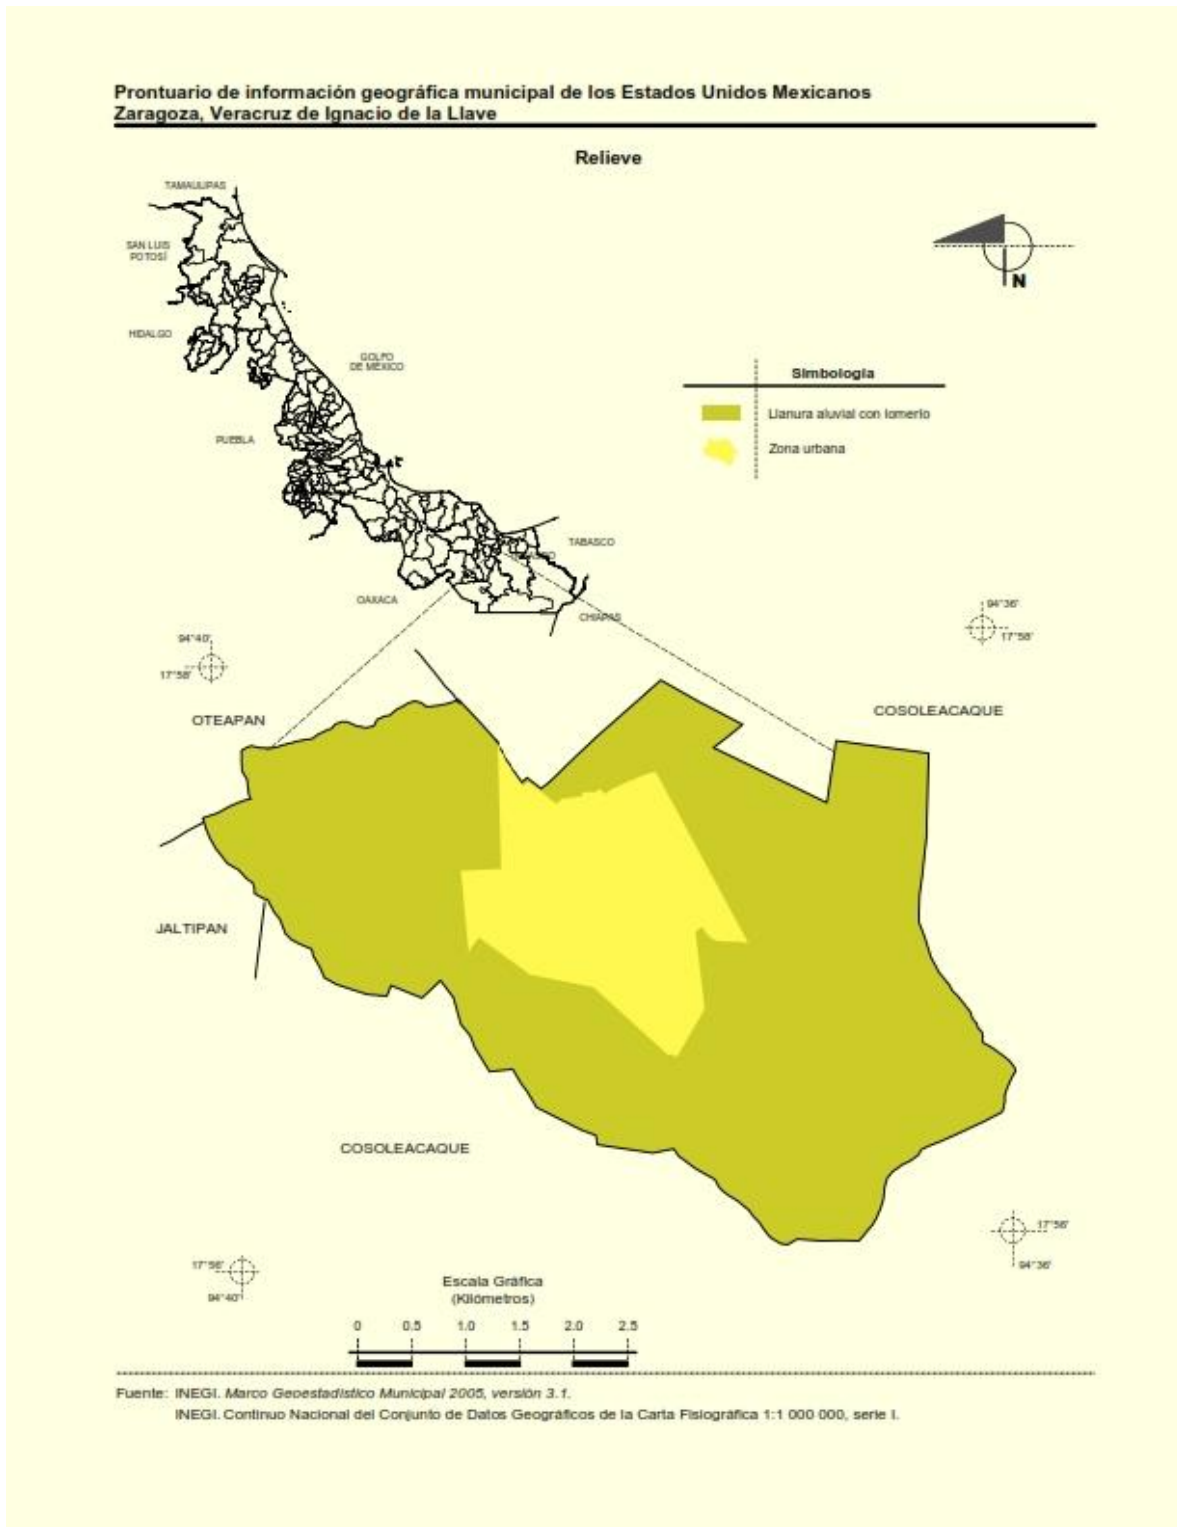 Prontuario de información geográfica municipal de los Estados Unidos Mexicanos
Zaragoza, Veracruz de Ignacio de la Llave
Relieve
TAMAULIPAS
SAN LUIS
POTOSÍ
HIDALGO
GOLFO
DE MÉXICO
PUEBLA
N
Simbología
Llanura aluvial con lomerío
Zona urbana
TABASCO
OAXACA
CHIAPAS
94°36'
17°58'
94°40'
17°58'
OTEAPAN
COSOLEACAQUE
JALTIPAN
COSOLEACAQUE
17°56'
94°36'
17°56'
94°40'
Escala Gráfica
(Kilómetros)
0 0.5 1.0 1.5 2.0 2.5
Fuente: INEGI. Marco Geoestadístico Municipal 2005, versión 3.1.
INEGI. Continuo Nacional del Conjunto de Datos Geográficos de la Carta Fisiográfica 1:1 000 000, serie I.